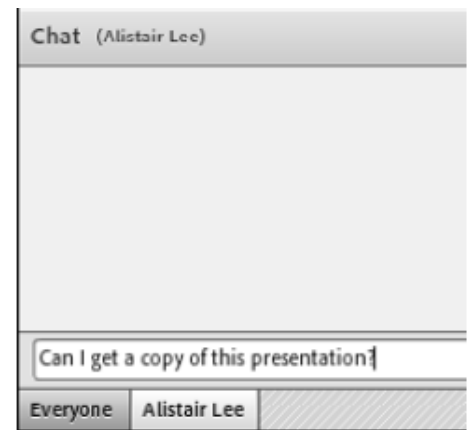 Chat (Alistair Lee)
Can I get a copy of this presentation?
Everyone Alistair Lee